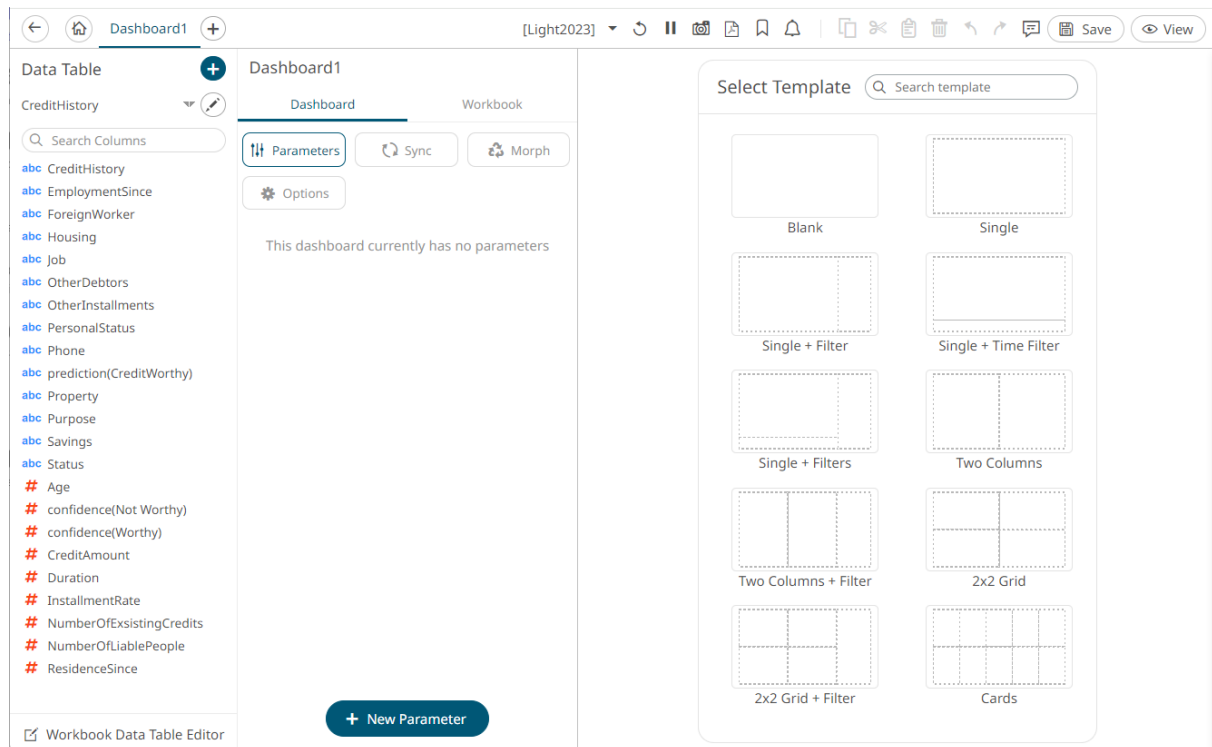 Dashboard1
[Light2023]
Save
View
Data Table
CreditHistory
Search Columns
abc CreditHistory
abc EmploymentSince
abc ForeignWorker
abc Housing
abc Job
abc OtherDebtors
abc OtherInstallments
abc PersonalStatus
abc Phone
abc prediction(CreditWorthy)
abc Property
abc Purpose
abc Savings
abc Status
# Age
# confidence(Not Worthy)
# confidence(Worthy)
# CreditAmount
# Duration
# InstallmentRate
# NumberOfExsistingCredits
# NumberOfLiablePeople
# ResidenceSince
Workbook Data Table Editor
Dashboard1
Dashboard Workbook
Parameters Sync Morph
Options
This dashboard currently has no parameters
+ New Parameter
Select Template Search template
Blank Single
Single + Filter Single + Time Filter
Single + Filters Two Columns
Two Columns + Filter 2x2 Grid
2x2 Grid + Filter Cards